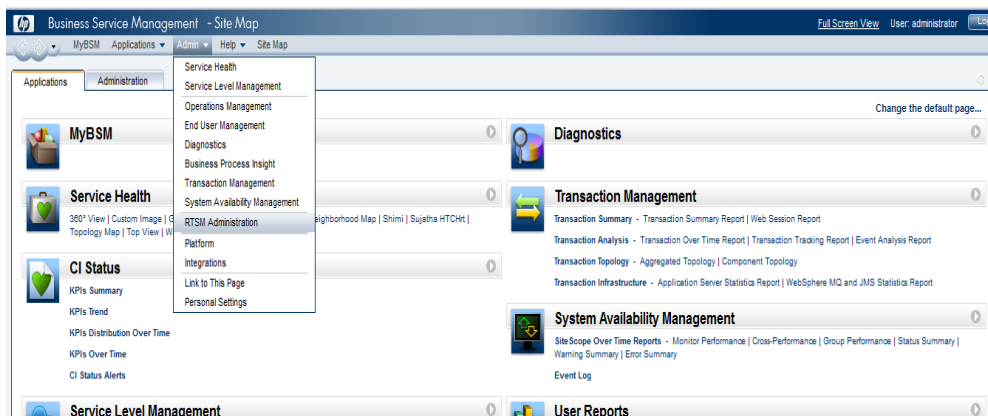 hp Business Service Management - Site Map
Full Screen View User: administrator Log
MyBSM Applications Admin Help Site Map
Applications Administration
Service Health
Service Level Management
Operations Management
End User Management
Diagnostics
Business Process Insight
Transaction Management
System Availability Management
RTSM Administration
Platform
Integrations
Link to This Page
Personal Settings
Change the default page...
MyBSM
Service Health
360° View | Custom Image | G
eighborhood Map | Shimi | Sujatha HTCHrt |
Topology Map | Top View | W
CI Status
KPIs Summary
KPIs Trend
KPIs Distribution Over Time
KPIs Over Time
CI Status Alerts
Service Level Management
Diagnostics
Transaction Management
Transaction Summary - Transaction Summary Report | Web Session Report
Transaction Analysis - Transaction Over Time Report | Transaction Tracking Report | Event Analysis Report
Transaction Topology - Aggregated Topology | Component Topology
Transaction Infrastructure - Application Server Statistics Report | WebSphere MQ and JMS Statistics Report
System Availability Management
SiteScope Over Time Reports - Monitor Performance | Cross-Performance | Group Performance | Status Summary |
Warning Summary | Error Summary
Event Log
User Reports